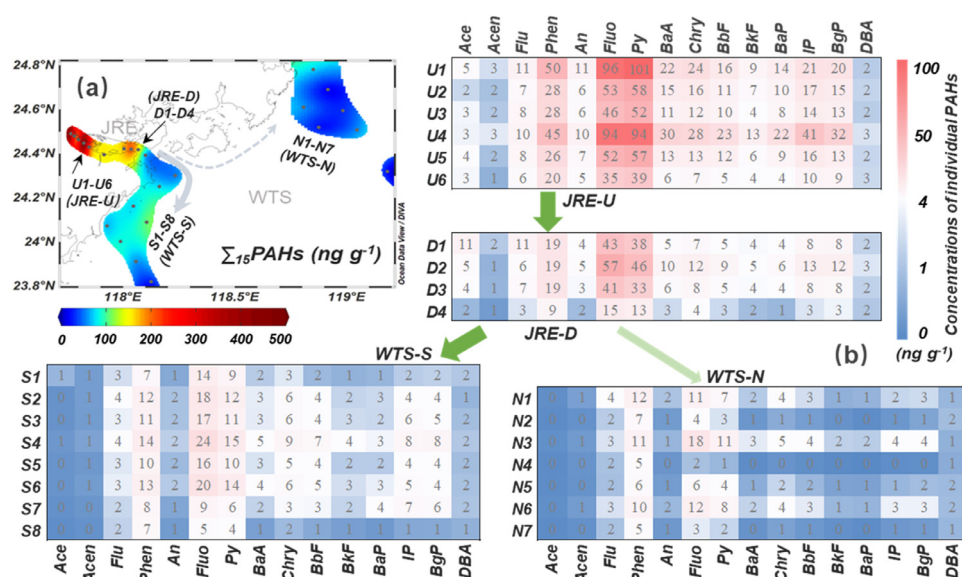 Ace Acen Flu Phen An Fluo Py BaA Chry BbF BkF BaP IP BgP DBA
U1 5 3 11 50 11 96 101 22 24 16 9 14 21 20 2
U2 2 2 7 28 6 53 58 13 15 12 6 10 17 15 2
U3 3 2 8 28 6 46 52 11 12 10 4 8 14 13 2
U4 3 3 10 45 10 94 94 30 28 23 13 22 41 32 3
U5 4 2 8 26 7 52 57 13 13 12 6 9 16 13 2
U6 3 1 6 20 5 35 39 6 7 5 4 4 10 9 3
JRE-U
D1 11 2 11 19 4 43 38 5 7 5 4 4 8 8 2
D2 5 1 6 19 5 57 46 10 12 9 5 6 13 12 3
D3 4 1 7 19 3 41 33 6 8 5 4 4 8 8 2
D4 2 1 3 9 2 15 13 3 4 3 2 1 3 3 2
JRE-D
100
50
4
1
0
(ng g⁻¹)
Concentrations of individual PAHs
(a)
24.8°N
24.6°N
24.4°N
24.2°N
24°N
23.8°N
118°E
118.5°E
119°E
JRE
(JRE-D)
D1-D4
U1-U6
(JRE-U)
S1-S8
(WTS-S)
N1-N7
(WTS-N)
WTS
Σ₁₅PAHs (ng g⁻¹)
Ocean Data View / DIVA
0 100 200 300 400 500
(b)
WTS-S
S1 1 1 3 7 1 14 9 2 3 2 1 1 2 2 2
S2 0 1 4 12 2 18 12 3 6 4 2 3 4 4 1
S3 0 1 3 11 2 17 11 3 6 4 3 2 5 4 2
S4 1 1 4 14 2 24 15 5 9 7 4 3 8 8 2
S5 0 1 3 10 2 16 10 3 5 4 2 2 4 4 2
S6 0 1 3 13 2 20 14 4 6 5 3 3 5 4 2
S7 0 0 2 8 1 9 6 2 3 3 2 4 7 6 2
S8 0 0 2 7 1 5 4 1 2 1 1 1 1 1 1
Ace Acen Flu Phen An Fluo Py BaA Chry BbF BkF BaP IP BgP DBA
WTS-N
N1 0 1 4 12 2 11 7 2 4 3 1 1 2 3 1
N2 0 0 2 7 1 4 3 1 1 1 0 0 1 1 2
N3 0 1 3 11 1 18 11 3 5 4 2 2 4 4 1
N4 0 0 2 5 0 2 1 0 0 0 0 0 0 0 1
N5 0 1 2 6 1 6 4 1 2 1 1 1 1 2 2
N6 0 1 3 10 2 12 8 2 4 3 1 1 3 3 2
N7 0 0 2 5 0 3 2 0 1 1 0 0 1 1 1
Ace Acen Flu Phen An Fluo Py BaA Chry BbF BkF BaP IP BgP DBA